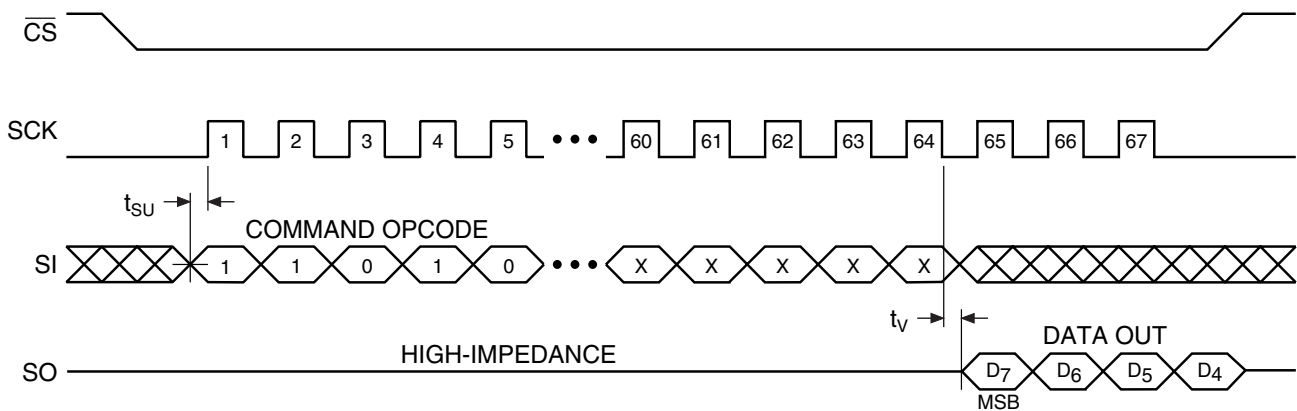 CS
SCK 1 2 3 4 5 ••• 60 61 62 63 64 65 66 67
tSU
COMMAND OPCODE
SI 1 1 0 1 0 ••• X X X X X
tV
DATA OUT
HIGH-IMPEDANCE
SO D7 D6 D5 D4
MSB